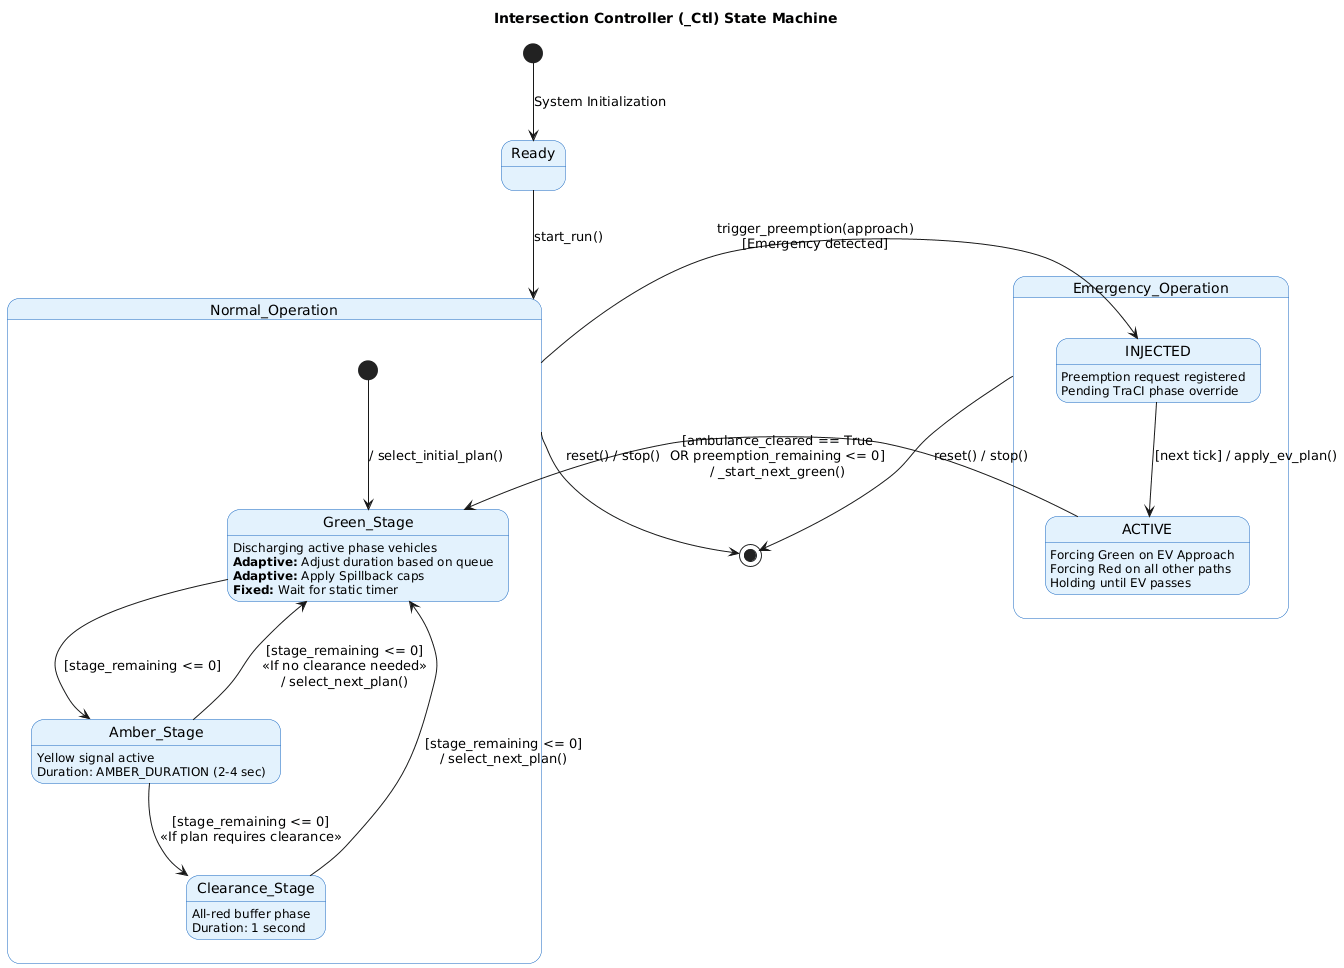 Intersection Controller (_Ctl) State Machine
System Initialization
Ready
start_run()
trigger_preemption(approach)
[Emergency detected]
Normal_Operation
Emergency_Operation
INJECTED
Preemption request registered
Pending TraCI phase override
/ select_initial_plan()
reset() / stop()
[ambulance_cleared == True
OR preemption_remaining <= 0]
/ _start_next_green()
reset() / stop()
[next tick] / apply_ev_plan()
Green_Stage
Discharging active phase vehicles
Adaptive: Adjust duration based on queue
Adaptive: Apply Spillback caps
Fixed: Wait for static timer
ACTIVE
Forcing Green on EV Approach
Forcing Red on all other paths
Holding until EV passes
[stage_remaining <= 0]
[stage_remaining <= 0]
«If no clearance needed»
/ select_next_plan()
Amber_Stage
Yellow signal active
Duration: AMBER_DURATION (2-4 sec)
[stage_remaining <= 0]
/ select_next_plan()
[stage_remaining <= 0]
«If plan requires clearance»
Clearance_Stage
All-red buffer phase
Duration: 1 second